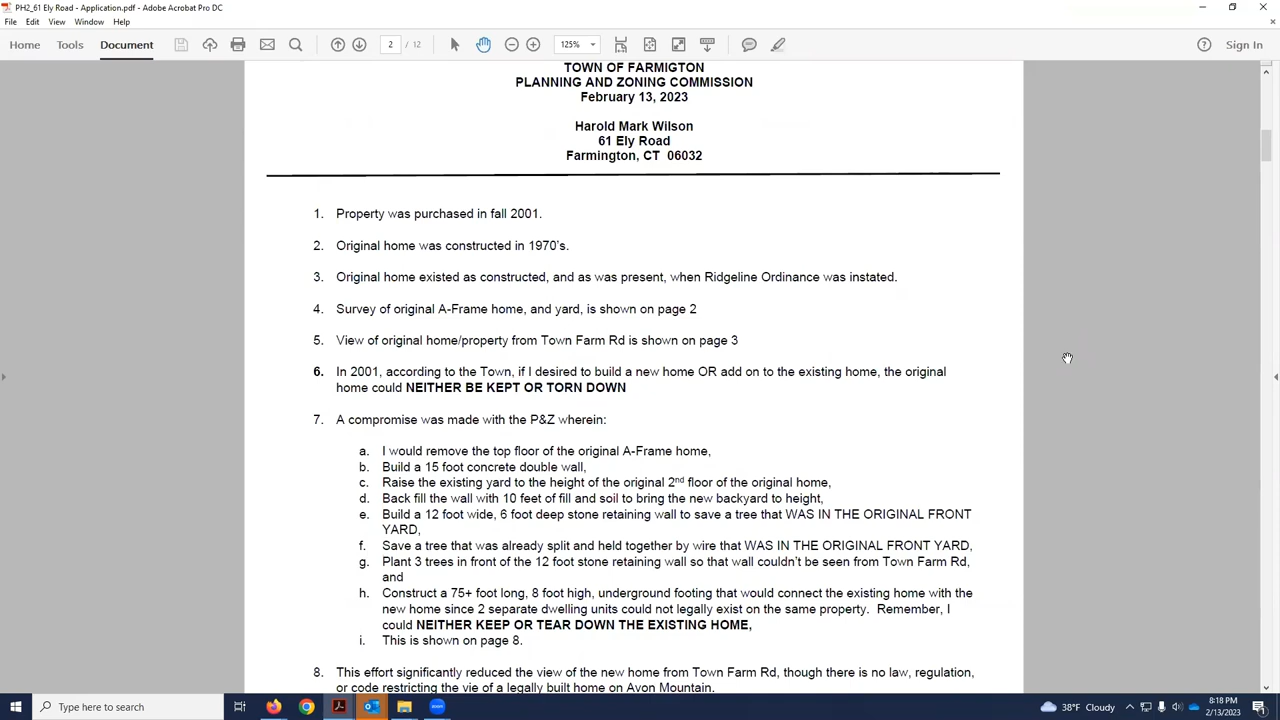 PH2_61 Ely Road - Application.pdf - Adobe Acrobat Pro DC
File Edit View Window Help
Home Tools Document 2 / 12 125% Sign In
TOWN OF FARMIGTON
PLANNING AND ZONING COMMISSION
February 13, 2023
Harold Mark Wilson
61 Ely Road
Farmington, CT 06032
1. Property was purchased in fall 2001.
2. Original home was constructed in 1970's.
3. Original home existed as constructed, and as was present, when Ridgeline Ordinance was instated.
4. Survey of original A-Frame home, and yard, is shown on page 2
5. View of original home/property from Town Farm Rd is shown on page 3
6. In 2001, according to the Town, if I desired to build a new home OR add on to the existing home, the original
home could NEITHER BE KEPT OR TORN DOWN
7. A compromise was made with the P&Z wherein:
a. I would remove the top floor of the original A-Frame home,
b. Build a 15 foot concrete double wall,
c. Raise the existing yard to the height of the original 2nd floor of the original home,
d. Back fill the wall with 10 feet of fill and soil to bring the new backyard to height,
e. Build a 12 foot wide, 6 foot deep stone retaining wall to save a tree that WAS IN THE ORIGINAL FRONT
YARD,
f. Save a tree that was already split and held together by wire that WAS IN THE ORIGINAL FRONT YARD,
g. Plant 3 trees in front of the 12 foot stone retaining wall so that wall couldn't be seen from Town Farm Rd,
and
h. Construct a 75+ foot long, 8 foot high, underground footing that would connect the existing home with the
new home since 2 separate dwelling units could not legally exist on the same property. Remember, I
could NEITHER KEEP OR TEAR DOWN THE EXISTING HOME,
i. This is shown on page 8.
8. This effort significantly reduced the view of the new home from Town Farm Rd, though there is no law, regulation,
or code restricting the vie of a legally built home on Avon Mountain.
Type here to search
38°F Cloudy
8:18 PM
2/13/2023